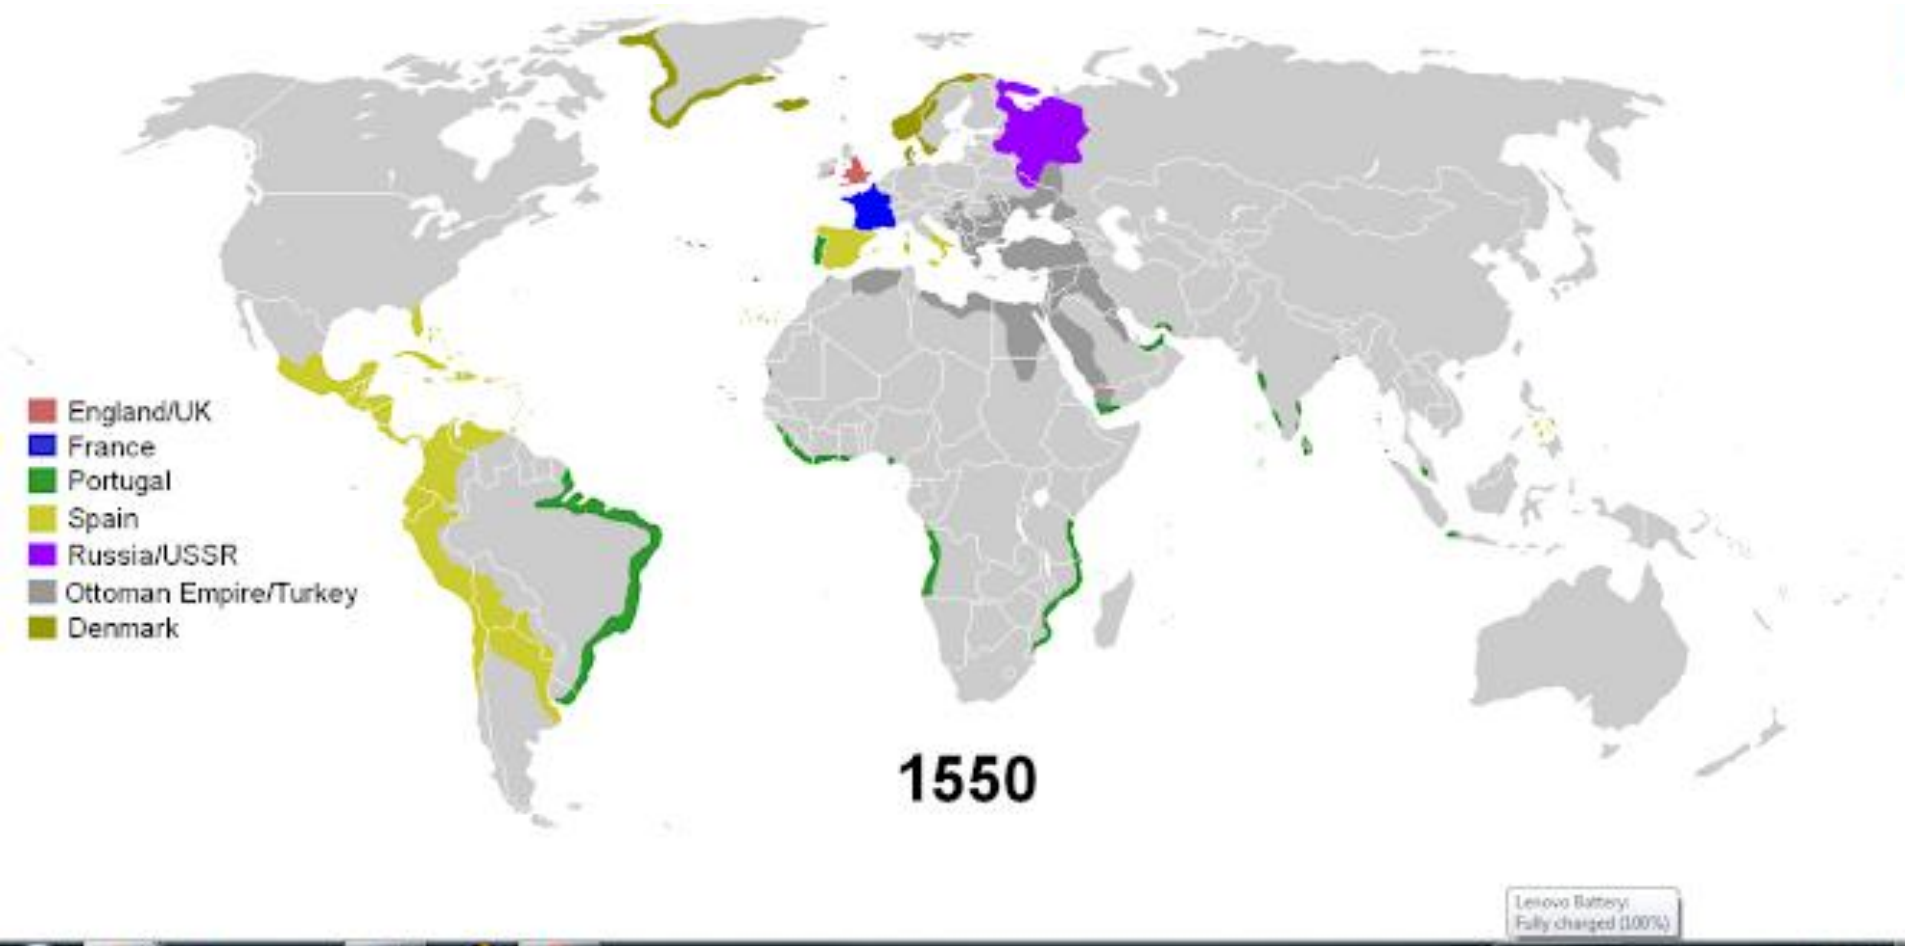 England/UK
France
Portugal
Spain
Russia/USSR
Ottoman Empire/Turkey
Denmark
1550
Lenovo Battery:
Fully charged (100%)